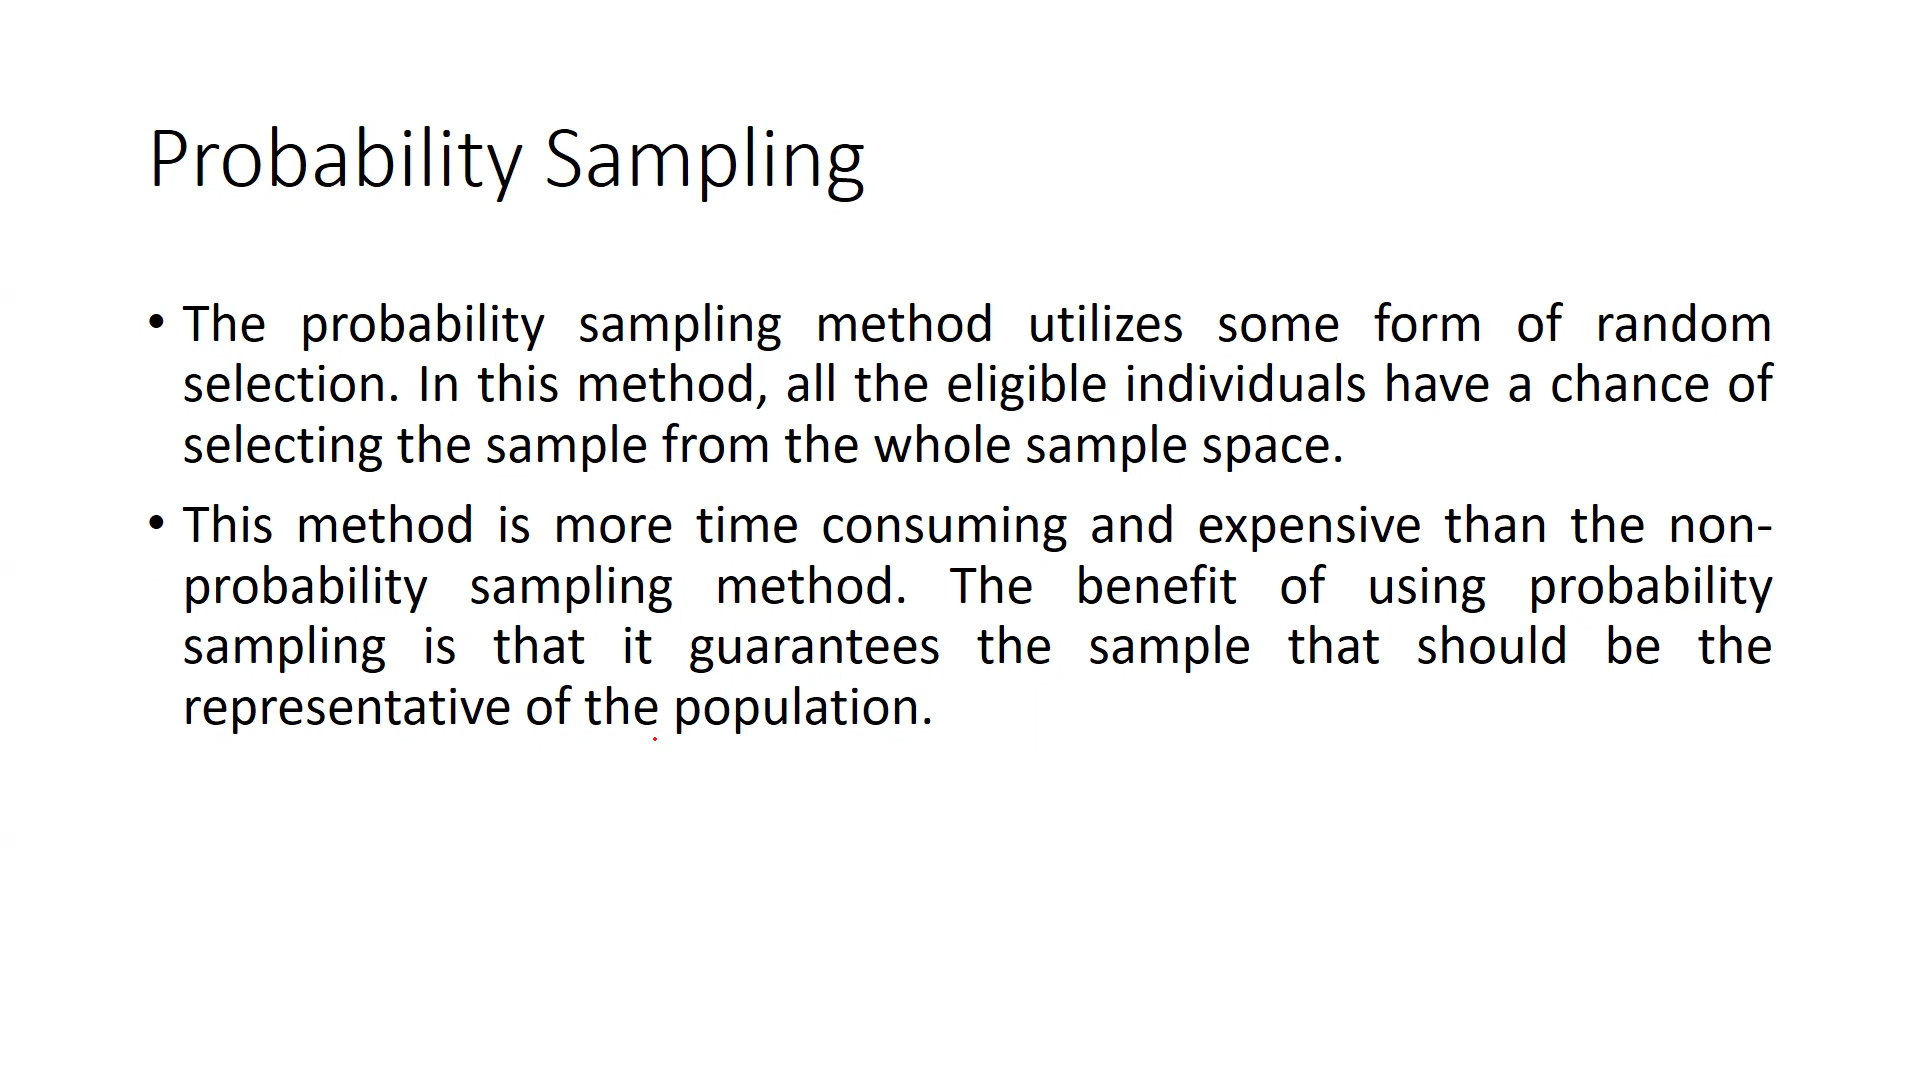 Probability Sampling
• The probability sampling method utilizes some form of random
selection. In this method, all the eligible individuals have a chance of
selecting the sample from the whole sample space.
• This method is more time consuming and expensive than the non-
probability sampling method. The benefit of using probability
sampling is that it guarantees the sample that should be the
representative of the population.